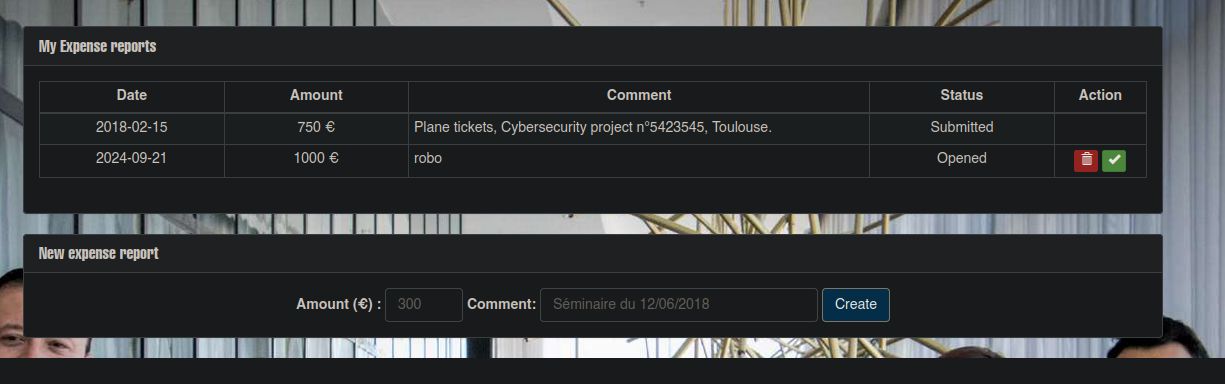 My Expense reports
Date Amount Comment Status Action
2018-02-15 750 € Plane tickets, Cybersecurity project n°5423545, Toulouse. Submitted
2024-09-21 1000 € robo Opened
New expense report
Amount (€) : 300 Comment: Séminaire du 12/06/2018 Create